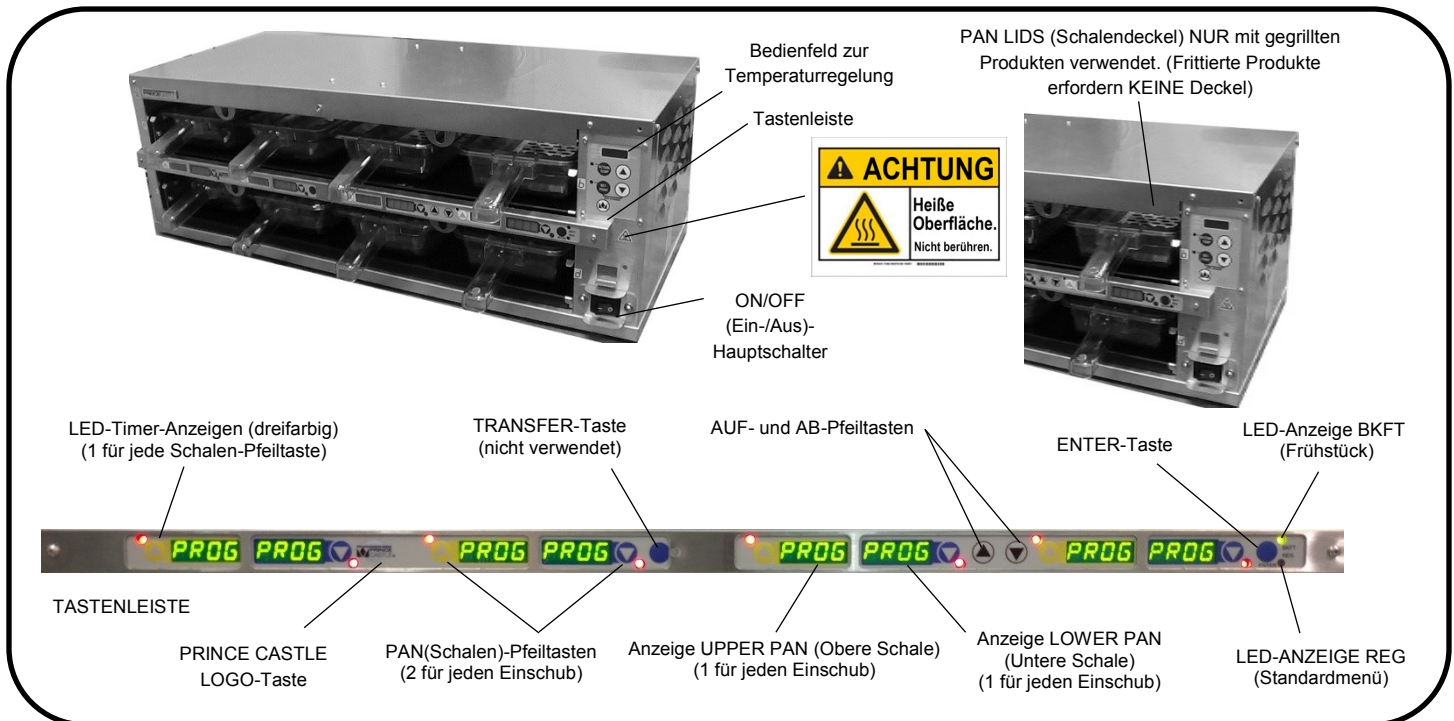 Bedienfeld zur
Temperaturregelung
Tastenleiste
PAN LIDS (Schalendeckel) NUR mit gegrillten
Produkten verwendet. (Frittierte Produkte
erfordern KEINE Deckel)
ACHTUNG
Heiße
Oberfläche.
Nicht berühren.
ON/OFF
(Ein-/Aus)-
Hauptschalter
LED-Timer-Anzeigen (dreifarbig)
(1 für jede Schalen-Pfeiltaste)
TRANSFER-Taste
(nicht verwendet)
AUF- und AB-Pfeiltasten
ENTER-Taste
LED-Anzeige BKFT
(Frühstück)
PROG PROG PRINCE CASTLE PROG PROG PROG PROG PROG PROG BKFT
REG
TASTENLEISTE
PRINCE CASTLE
LOGO-Taste
PAN(Schalen)-Pfeiltasten
(2 für jeden Einschub)
Anzeige UPPER PAN (Obere Schale)
(1 für jeden Einschub)
Anzeige LOWER PAN
(Untere Schale)
(1 für jeden Einschub)
LED-ANZEIGE REG
(Standardmenü)